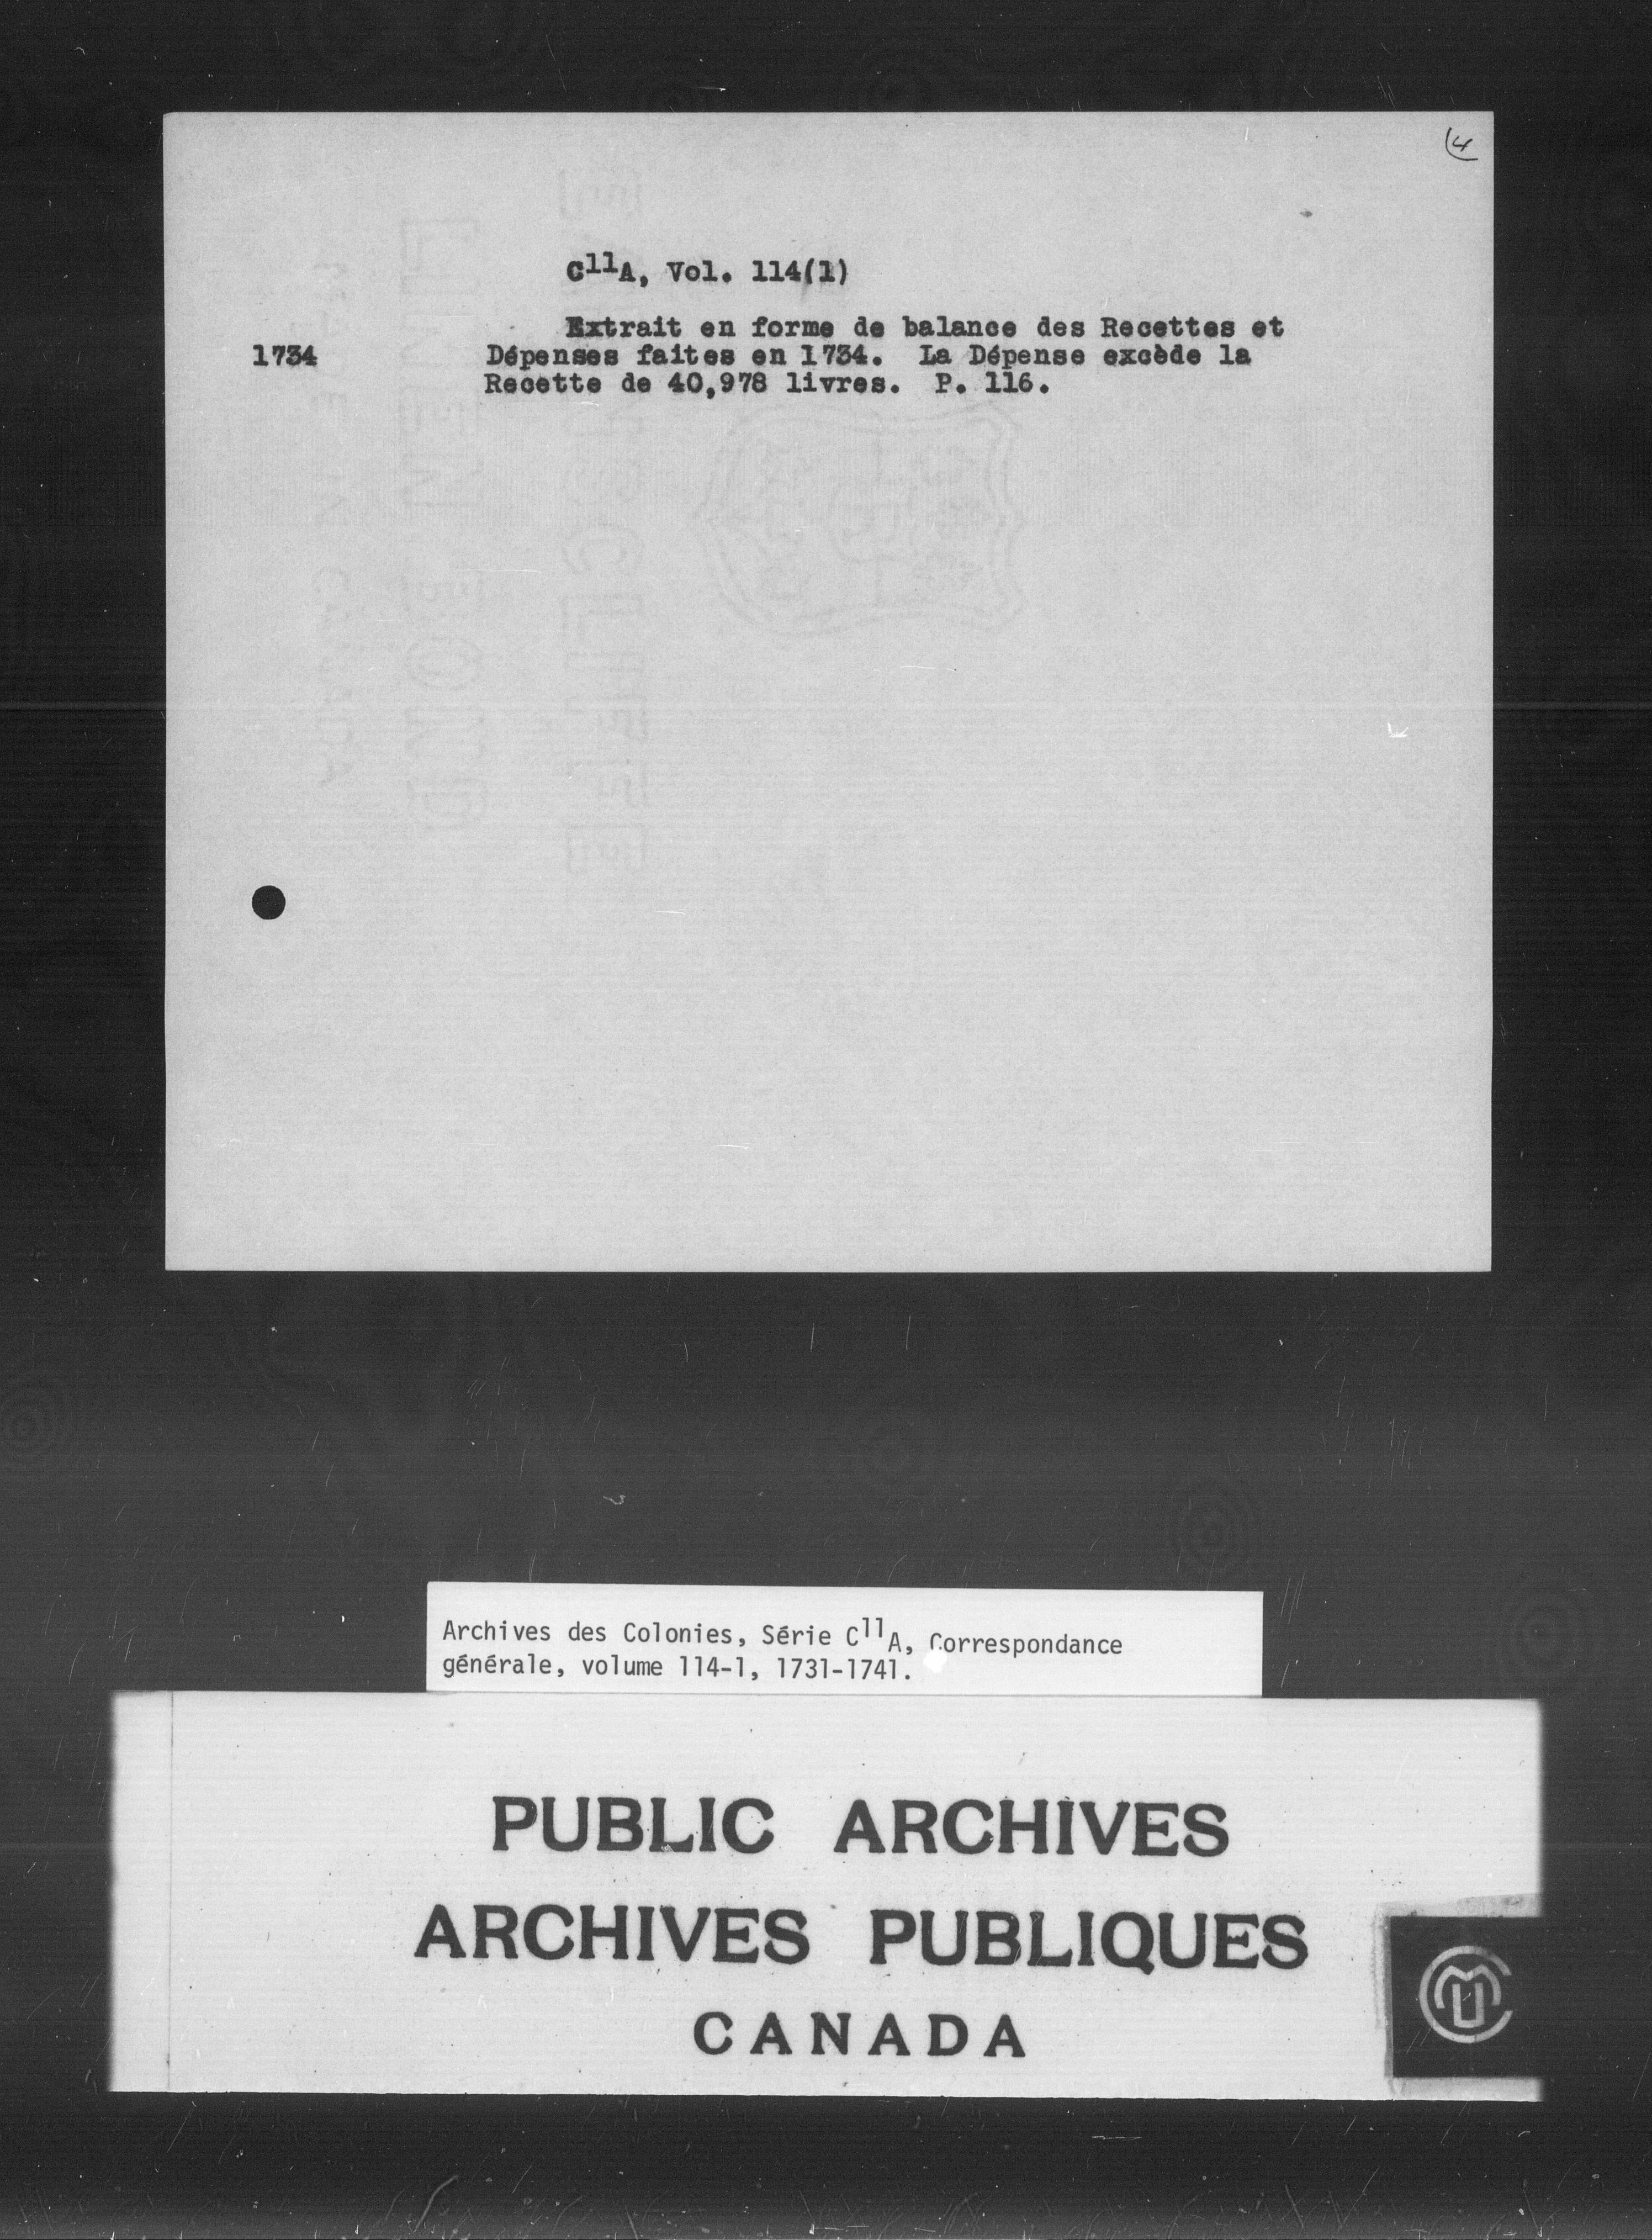 4
C11A, Vol. 114(1)
Extrait en forme de balance des Recettes et
1734 Dépenses faites en 1734. La Dépense excède la
Recette de 40,978 livres. P. 116.
Archives des Colonies, Série C11A, Correspondance
générale, volume 114-1, 1731-1741.
PUBLIC ARCHIVES
ARCHIVES PUBLIQUES
CANADA